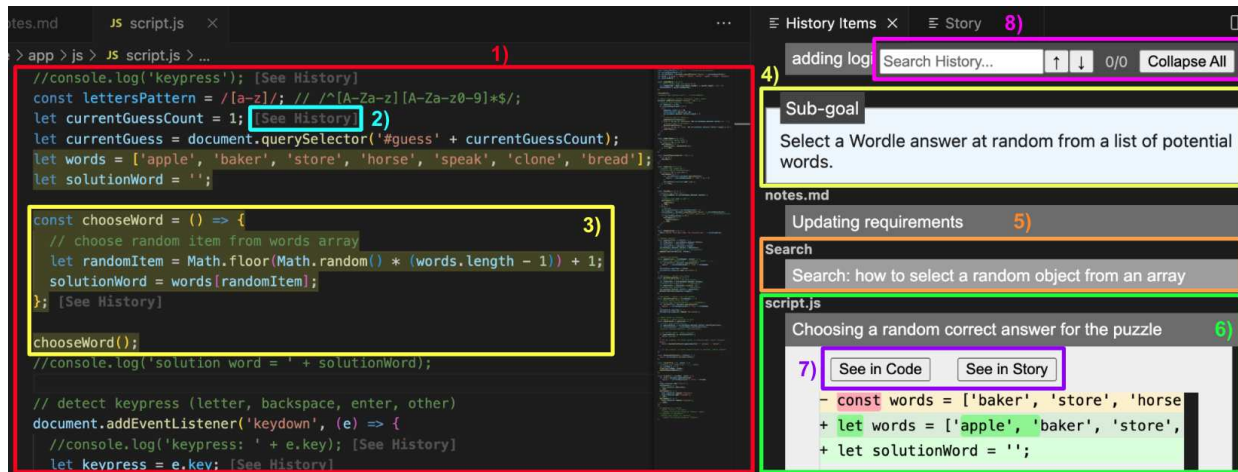 otes.md JS script.js × ··· History Items × Story 8)
> app > js > JS script.js > ... 1)
adding logi Search History... ↑ ↓ 0/0 Collapse All
//console.log('keypress'); [See History]
const lettersPattern = /[a-z]/; // /^[A-Za-z][A-Za-z0-9]*$/;
let currentGuessCount = 1; [See History] 2)
let currentGuess = document.querySelector('#guess' + currentGuessCount);
let words = ['apple', 'baker', 'store', 'horse', 'speak', 'clone', 'bread'];
let solutionWord = '';
const chooseWord = () => { 3)
// choose random item from words array
let randomItem = Math.floor(Math.random() * (words.length - 1)) + 1;
solutionWord = words[randomItem];
}; [See History]
chooseWord();
//console.log('solution word = ' + solutionWord);
// detect keypress (letter, backspace, enter, other)
document.addEventListener('keydown', (e) => {
//console.log('keypress: ' + e.key); [See History]
let keypress = e.key; [See History]
4)
Sub-goal
Select a Wordle answer at random from a list of potential
words.
notes.md
Updating requirements 5)
Search
Search: how to select a random object from an array
script.js
Choosing a random correct answer for the puzzle 6)
7) See in Code See in Story
- const words = ['baker', 'store', 'horse
+ let words = ['apple', 'baker', 'store',
+ let solutionWord = '';